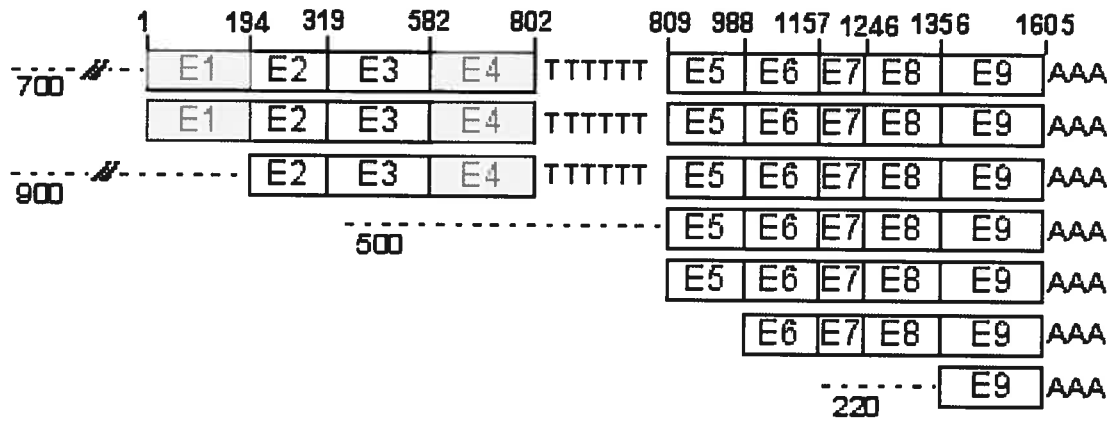 1 194 319 582 802 809 988 1157 1246 1356 1605
E1 E2 E3 E4 TTTTTT E5 E6 E7 E8 E9 AAA
700
E1 E2 E3 E4 TTTTTT E5 E6 E7 E8 E9 AAA
E2 E3 E4 TTTTTT E5 E6 E7 E8 E9 AAA
900
E5 E6 E7 E8 E9 AAA
500
E5 E6 E7 E8 E9 AAA
E6 E7 E8 E9 AAA
E9 AAA
220